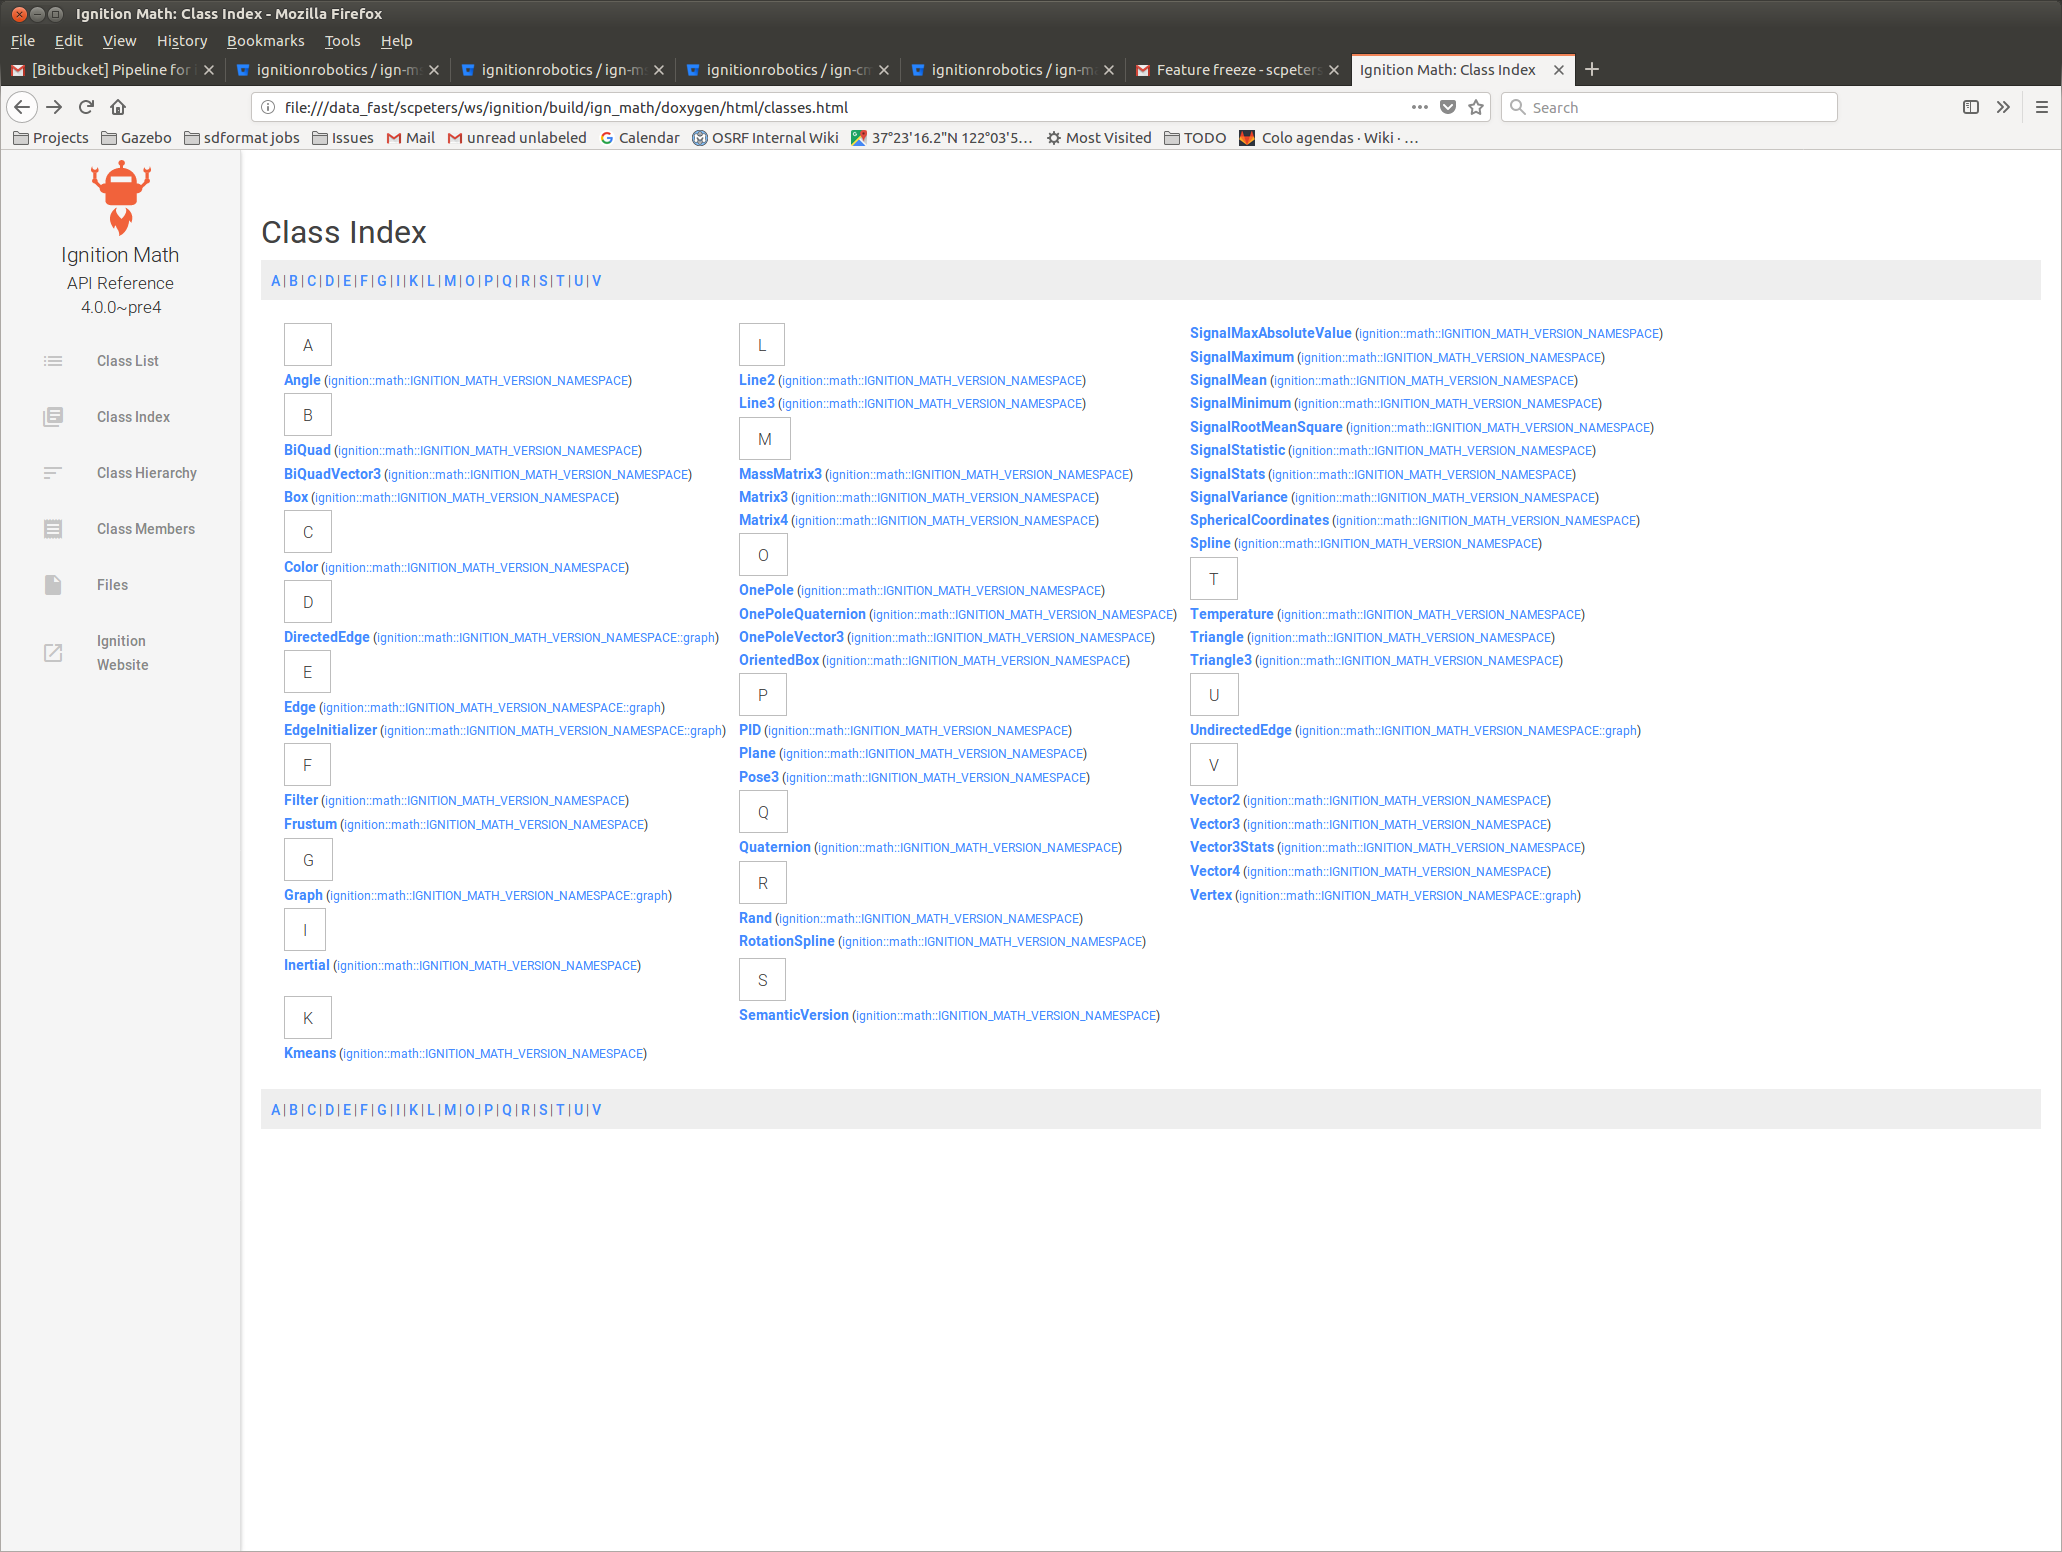 Ignition Math: Class Index - Mozilla Firefox
File Edit View History Bookmarks Tools Help
[Bitbucket] Pipeline for
ignitionrobotics / ign-m
ignitionrobotics / ign-m
ignitionrobotics / ign-c
ignitionrobotics / ign-m
Feature freeze - scpeters
Ignition Math: Class Index
file:///data_fast/scpeters/ws/ignition/build/ign_math/doxygen/html/classes.html
Search
Projects Gazebo sdformat jobs Issues Mail unread unlabeled Calendar OSRF Internal Wiki 37°23'16.2"N 122°03'5... Most Visited TODO Colo agendas · Wiki · ...
Ignition Math
API Reference
4.0.0~pre4
Class List
Class Index
Class Hierarchy
Class Members
Files
Ignition
Website
Class Index
A | B | C | D | E | F | G | I | K | L | M | O | P | Q | R | S | T | U | V
A
Angle (ignition::math::IGNITION_MATH_VERSION_NAMESPACE)
B
BiQuad (ignition::math::IGNITION_MATH_VERSION_NAMESPACE)
BiQuadVector3 (ignition::math::IGNITION_MATH_VERSION_NAMESPACE)
Box (ignition::math::IGNITION_MATH_VERSION_NAMESPACE)
C
Color (ignition::math::IGNITION_MATH_VERSION_NAMESPACE)
D
DirectedEdge (ignition::math::IGNITION_MATH_VERSION_NAMESPACE::graph)
E
Edge (ignition::math::IGNITION_MATH_VERSION_NAMESPACE::graph)
EdgeInitializer (ignition::math::IGNITION_MATH_VERSION_NAMESPACE::graph)
F
Filter (ignition::math::IGNITION_MATH_VERSION_NAMESPACE)
Frustum (ignition::math::IGNITION_MATH_VERSION_NAMESPACE)
G
Graph (ignition::math::IGNITION_MATH_VERSION_NAMESPACE::graph)
I
Inertial (ignition::math::IGNITION_MATH_VERSION_NAMESPACE)
K
Kmeans (ignition::math::IGNITION_MATH_VERSION_NAMESPACE)
L
Line2 (ignition::math::IGNITION_MATH_VERSION_NAMESPACE)
Line3 (ignition::math::IGNITION_MATH_VERSION_NAMESPACE)
M
MassMatrix3 (ignition::math::IGNITION_MATH_VERSION_NAMESPACE)
Matrix3 (ignition::math::IGNITION_MATH_VERSION_NAMESPACE)
Matrix4 (ignition::math::IGNITION_MATH_VERSION_NAMESPACE)
O
OnePole (ignition::math::IGNITION_MATH_VERSION_NAMESPACE)
OnePoleQuaternion (ignition::math::IGNITION_MATH_VERSION_NAMESPACE)
OnePoleVector3 (ignition::math::IGNITION_MATH_VERSION_NAMESPACE)
OrientedBox (ignition::math::IGNITION_MATH_VERSION_NAMESPACE)
P
PID (ignition::math::IGNITION_MATH_VERSION_NAMESPACE)
Plane (ignition::math::IGNITION_MATH_VERSION_NAMESPACE)
Pose3 (ignition::math::IGNITION_MATH_VERSION_NAMESPACE)
Q
Quaternion (ignition::math::IGNITION_MATH_VERSION_NAMESPACE)
R
Rand (ignition::math::IGNITION_MATH_VERSION_NAMESPACE)
RotationSpline (ignition::math::IGNITION_MATH_VERSION_NAMESPACE)
S
SemanticVersion (ignition::math::IGNITION_MATH_VERSION_NAMESPACE)
SignalMaxAbsoluteValue (ignition::math::IGNITION_MATH_VERSION_NAMESPACE)
SignalMaximum (ignition::math::IGNITION_MATH_VERSION_NAMESPACE)
SignalMean (ignition::math::IGNITION_MATH_VERSION_NAMESPACE)
SignalMinimum (ignition::math::IGNITION_MATH_VERSION_NAMESPACE)
SignalRootMeanSquare (ignition::math::IGNITION_MATH_VERSION_NAMESPACE)
SignalStatistic (ignition::math::IGNITION_MATH_VERSION_NAMESPACE)
SignalStats (ignition::math::IGNITION_MATH_VERSION_NAMESPACE)
SignalVariance (ignition::math::IGNITION_MATH_VERSION_NAMESPACE)
SphericalCoordinates (ignition::math::IGNITION_MATH_VERSION_NAMESPACE)
Spline (ignition::math::IGNITION_MATH_VERSION_NAMESPACE)
T
Temperature (ignition::math::IGNITION_MATH_VERSION_NAMESPACE)
Triangle (ignition::math::IGNITION_MATH_VERSION_NAMESPACE)
Triangle3 (ignition::math::IGNITION_MATH_VERSION_NAMESPACE)
U
UndirectedEdge (ignition::math::IGNITION_MATH_VERSION_NAMESPACE::graph)
V
Vector2 (ignition::math::IGNITION_MATH_VERSION_NAMESPACE)
Vector3 (ignition::math::IGNITION_MATH_VERSION_NAMESPACE)
Vector3Stats (ignition::math::IGNITION_MATH_VERSION_NAMESPACE)
Vector4 (ignition::math::IGNITION_MATH_VERSION_NAMESPACE)
Vertex (ignition::math::IGNITION_MATH_VERSION_NAMESPACE::graph)
A | B | C | D | E | F | G | I | K | L | M | O | P | Q | R | S | T | U | V